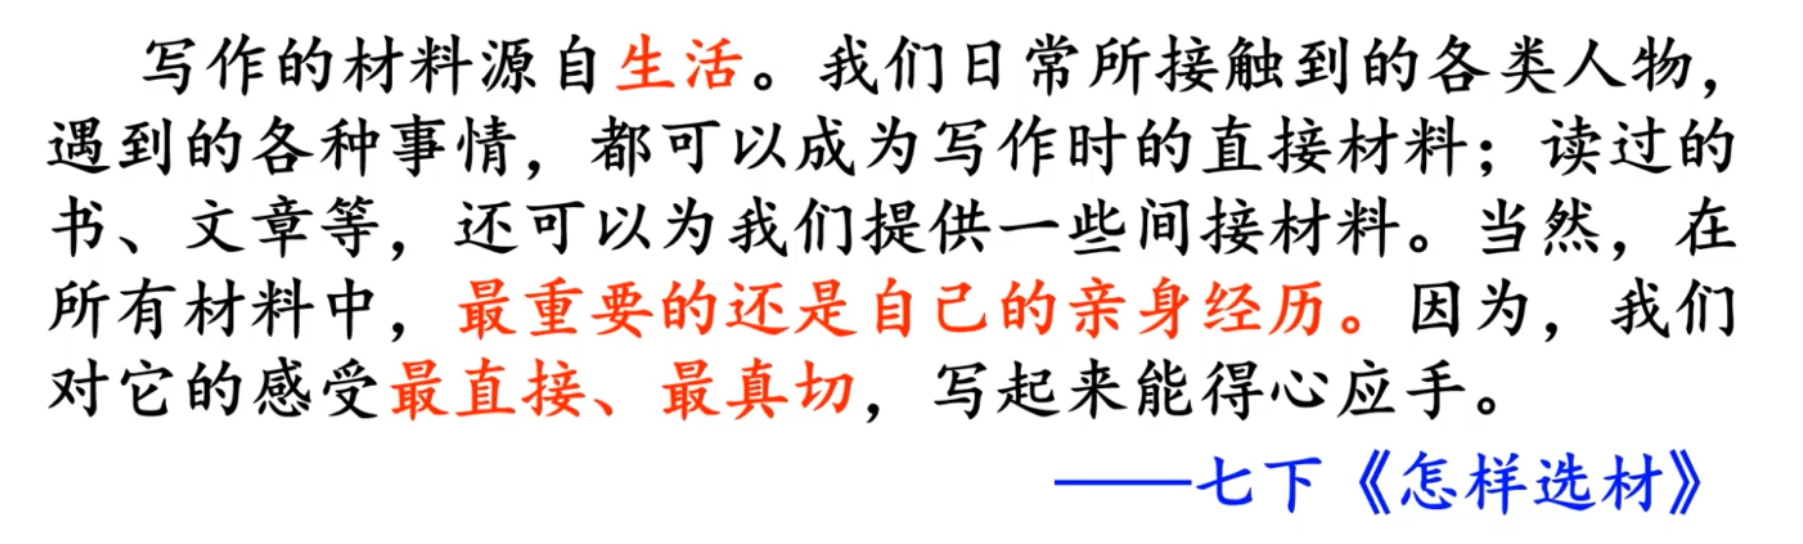 写作的材料源自生活。我们日常所接触到的各类人物，
遇到的各种事情，都可以成为写作时的直接材料；读过的
书、文章等，还可以为我们提供一些间接材料。当然，在
所有材料中，最重要的还是自己的亲身经历。因为，我们
对它的感受最直接、最真切，写起来能得心应手。
——七下《怎样选材》